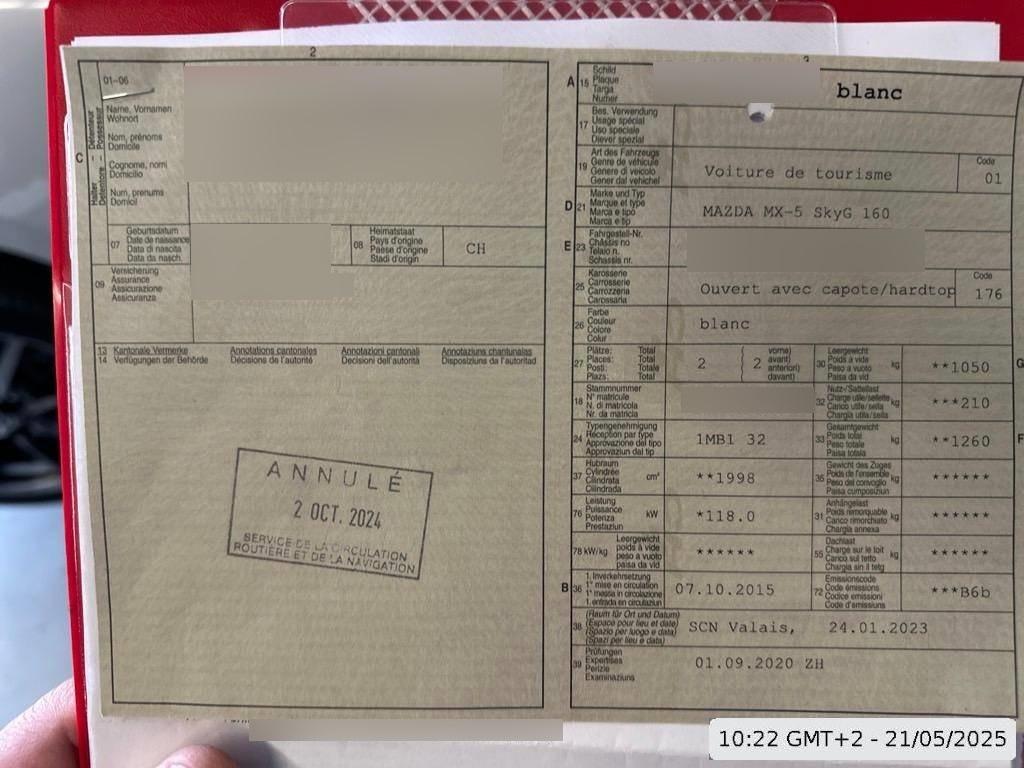 2
01-06
Name, Vornamen
Wohnort
Nom, prénoms
Domicile
Cognome, nomi
Domicilio
Num, prenums
Domicil
C
Halter - Détenteur
Detentore - Possessur
07
Geburtsdatum
Date de naissance
Data di nascita
Data da nasch.
08
Heimatstaat
Pays d'origine
Paese d'origine
Stadi d'origin
CH
09
Versicherung
Assurance
Assicurazione
Assicuranza
13 Kantonale Vermerke Annotations cantonales Annotazioni cantonali Annotaziuns chantunalas
14 Verfügungen der Behörde Décisions de l'autorité Decisioni dell'autorità Disposiziuns da l'autoritad
ANNULÉ
2 OCT. 2024
SERVICE DE LA CIRCULATION
ROUTIÈRE ET DE LA NAVIGATION
3
A 15
Schild
Plaque
Targa
Numer
blanc
17
Bes. Verwendung
Usage spécial
Uso speciale
Diever spezial
19
Art des Fahrzeugs
Genre de véhicule
Genere di veicolo
Gener dal vehichel
Voiture de tourisme
Code
01
D 21
Marke und Typ
Marque et type
Marca e tipo
Marca e tip
MAZDA MX-5 SkyG 160
E 23
Fahrgestell-Nr.
Châssis no
Telaio n.
Schassis nr.
25
Karosserie
Carrosserie
Carrozzeria
Carossaria
Ouvert avec capote/hardtop
Code
176
26
Farbe
Couleur
Colore
Colur
blanc
27
Plätze: Total
Places: Total
Posti: Totale
Plazs: Total
2
2
vorne)
avant)
anteriori)
davant)
30
Leergewicht
Poids à vide
Peso a vuoto
Paisa da vid
kg
**1050
G
18
Stammnummer
N° matricule
N. di matricola
Nr. da matricla
32
Nutz-/Sattellast
Charge utile/sellette
Carico utile/sella
Chargia utila/sella
kg
***210
24
Typengenehmigung
Réception par type
Approvazione del tipo
Approvaziun dal tip
1MB1 32
33
Gesamtgewicht
Poids total
Peso totale
Paisa totala
kg
**1260
F
37
Hubraum
Cylindrée
Cilindrata
Cilindrada
cm³
**1998
35
Gewicht des Zuges
Poids de l'ensemble
Peso del convoglio
Paisa cumposiziun
kg
******
76
Leistung
Puissance
Potenza
Prestaziun
kW
*118.0
31
Anhängelast
Poids remorquable
Carico rimorchiato
Chargia annexa
kg
******
78 kW/kg
Leergewicht
poids à vide
peso a vuoto
paisa da vid
******
55
Dachlast
Charge sur le toit
Carico sul tetto
Chargia sin il tetg
kg
******
B 36
1. Inverkehrsetzung
1re mise en circulation
1a messa in circolazione
1. entrada en circulaziun
07.10.2015
72
Emissionscode
Code émissions
Codice emissioni
Code d'emissiuns
***B6b
38
(Raum für Ort und Datum)
(Espace pour lieu et date)
(Spazio per luogo e data)
(Spazi per lieu e data)
SCN Valais, 24.01.2023
39
Prüfungen
Expertises
Perizie
Examinaziuns
01.09.2020 ZH
10:22 GMT+2 - 21/05/2025